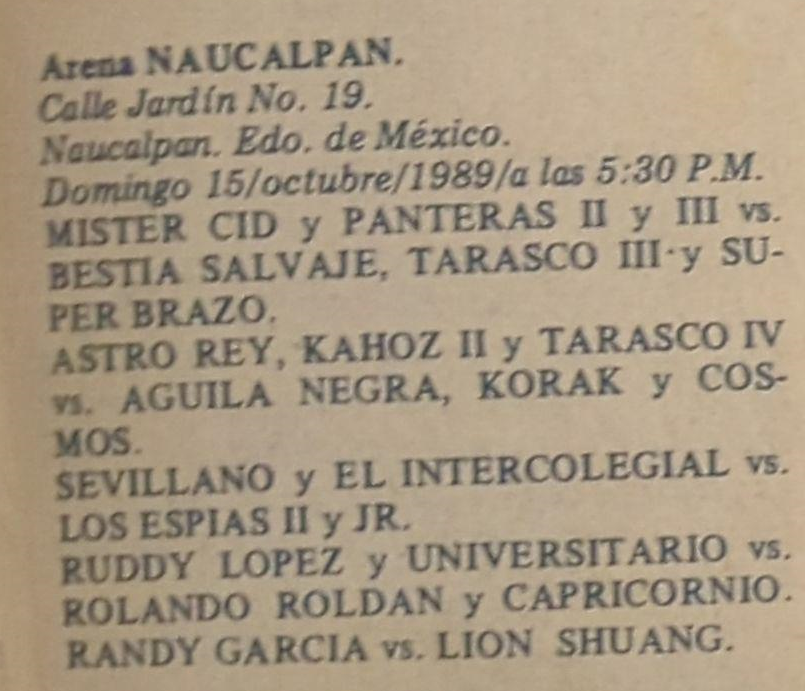 Arena NAUCALPAN.
Calle Jardín No. 19.
Naucalpan. Edo. de México.
Domingo 15/octubre/1989/a las 5:30 P.M.
MISTER CID y PANTERAS II y III vs.
BESTIA SALVAJE, TARASCO III y SU-
PER BRAZO.
ASTRO REY, KAHOZ II y TARASCO IV
vs. AGUILA NEGRA, KORAK y COS-
MOS.
SEVILLANO y EL INTERCOLEGIAL vs.
LOS ESPIAS II y JR.
RUDDY LOPEZ y UNIVERSITARIO vs.
ROLANDO ROLDAN y CAPRICORNIO.
RANDY GARCIA vs. LION SHUANG.